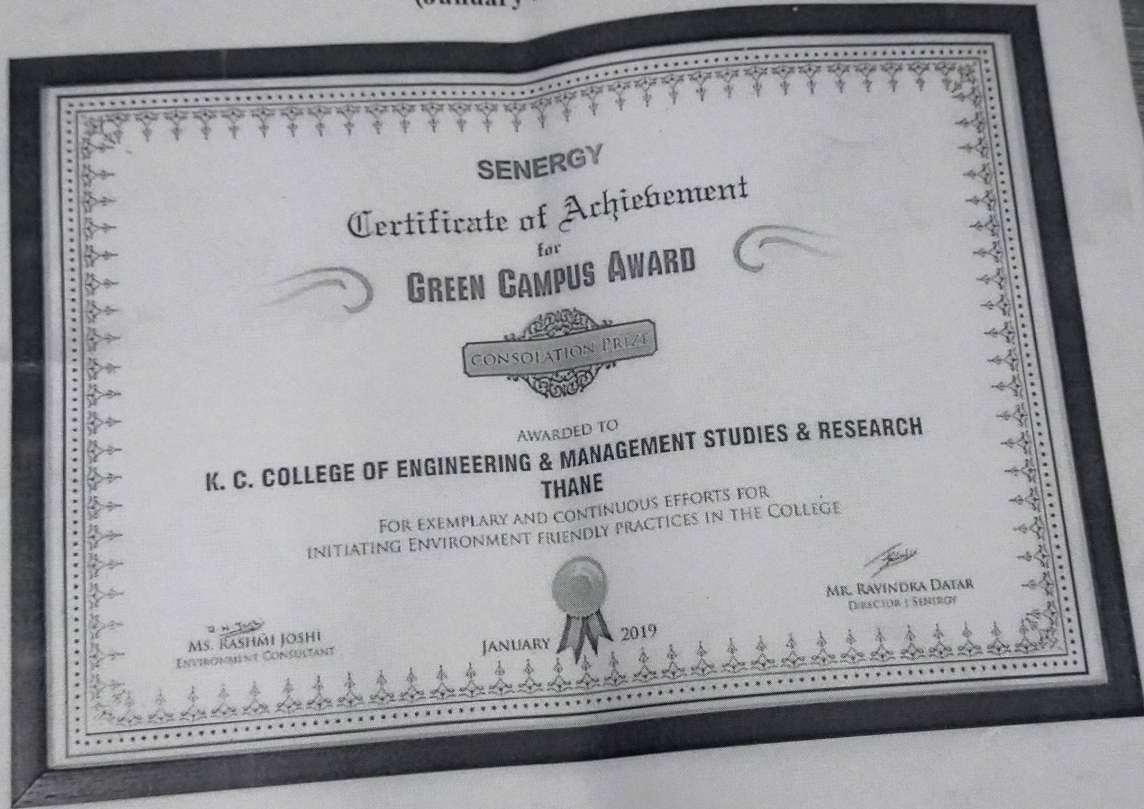 (January
SENERGY
Certificate of Achievement
for
GREEN CAMPUS AWARD
CONSOLATION PRIZE
AWARDED TO
K. C. COLLEGE OF ENGINEERING & MANAGEMENT STUDIES & RESEARCH
THANE
FOR EXEMPLARY AND CONTINUOUS EFFORTS FOR
INITIATING ENVIRONMENT FRIENDLY PRACTICES IN THE COLLEGE
MR. RAVINDRA DATAR
DIRECTOR | SENERGY
MS. RASHMI JOSHI
ENVIRONMENT CONSULTANT
JANUARY 2019